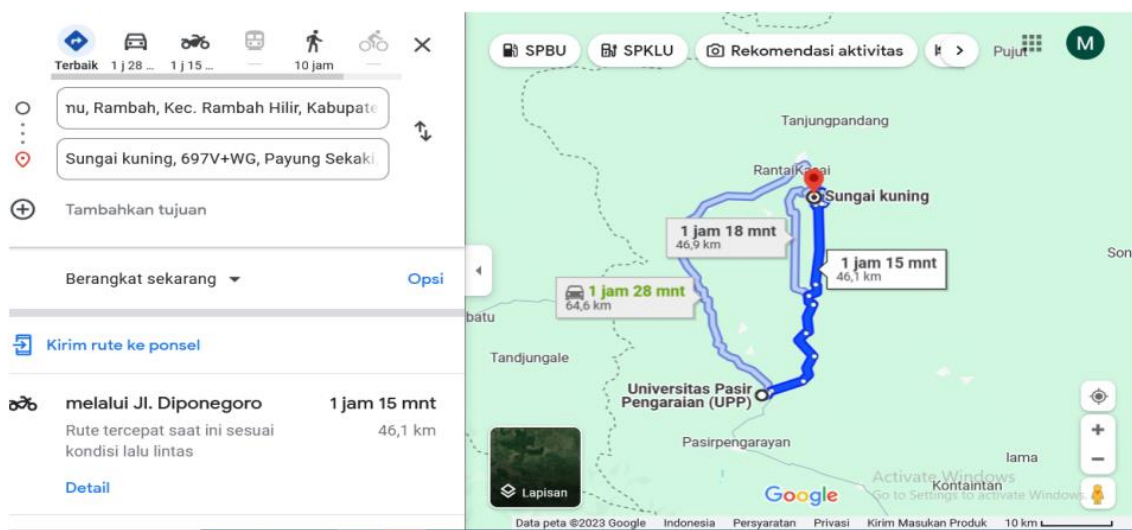 Terbaik 1 j 28 ... 1 j 15 ... — 10 jam —
nu, Rambah, Kec. Rambah Hilir, Kabupate
Sungai kuning, 697V+WG, Payung Sekaki,
Tambahkan tujuan
Berangkat sekarang
Opsi
Kirim rute ke ponsel
melalui Jl. Diponegoro 1 jam 15 mnt
Rute tercepat saat ini sesuai 46,1 km
kondisi lalu lintas
Detail
SPBU SPKLU Rekomendasi aktivitas
Pujut
M
Tanjungpandang
Sungai kuning
1 jam 18 mnt
46,9 km
1 jam 15 mnt
46,1 km
Son
1 jam 28 mnt
64,6 km
batu
Tandjungale
Universitas Pasir
Pengaraian (UPP)
Pasirpengarayan
lama
Kontaintan
Lapisan
Google
Activate Windows
Go to Settings to activate Windows.
Data peta ©2023 Google Indonesia Persyaratan Privasi Kirim Masukan Produk 10 km